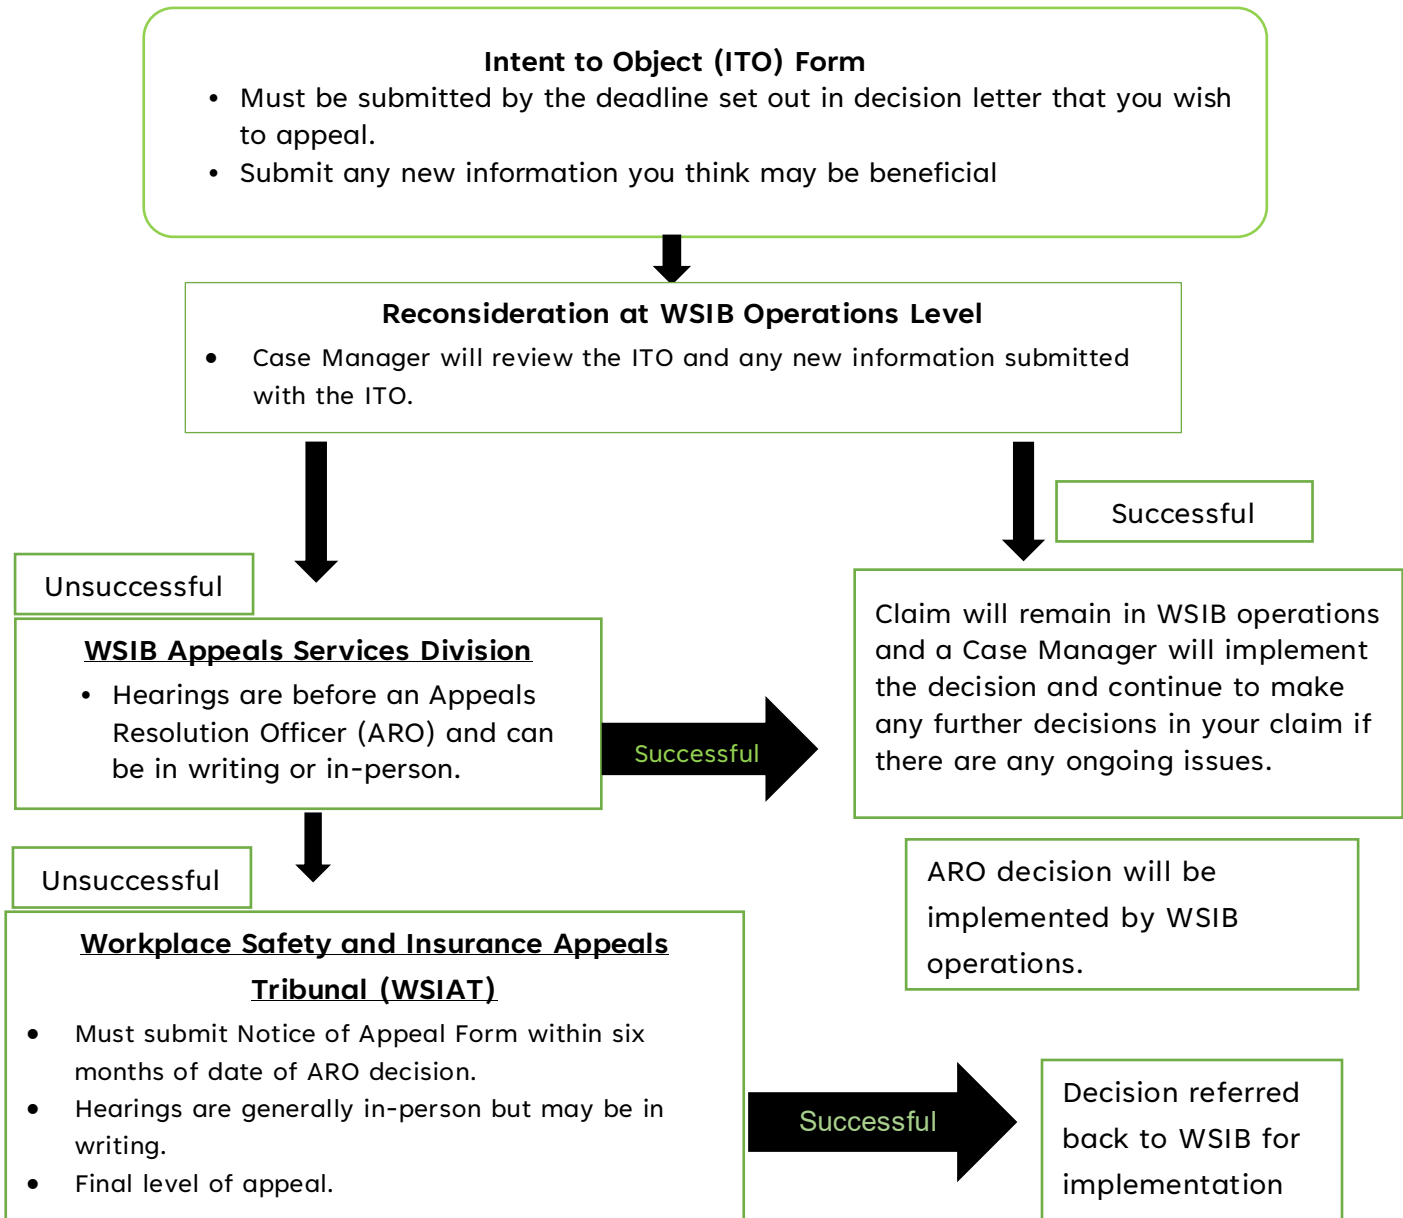 Intent to Object (ITO) Form
• Must be submitted by the deadline set out in decision letter that you wish
to appeal.
• Submit any new information you think may be beneficial
Reconsideration at WSIB Operations Level
• Case Manager will review the ITO and any new information submitted
with the ITO.
Successful
Unsuccessful
Claim will remain in WSIB operations
and a Case Manager will implement
the decision and continue to make
any further decisions in your claim if
there are any ongoing issues.
WSIB Appeals Services Division
• Hearings are before an Appeals
Resolution Officer (ARO) and can
be in writing or in-person.
Successful
ARO decision will be
implemented by WSIB
operations.
Unsuccessful
Workplace Safety and Insurance Appeals
Tribunal (WSIAT)
• Must submit Notice of Appeal Form within six
months of date of ARO decision.
• Hearings are generally in-person but may be in
writing.
• Final level of appeal.
Successful
Decision referred
back to WSIB for
implementation